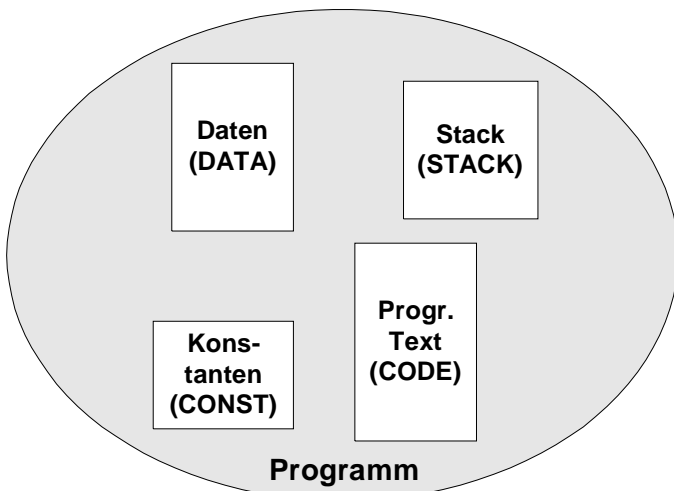 Daten
(DATA)
Stack
(STACK)
Kons-
tanten
(CONST)
Progr.
Text
(CODE)
Programm